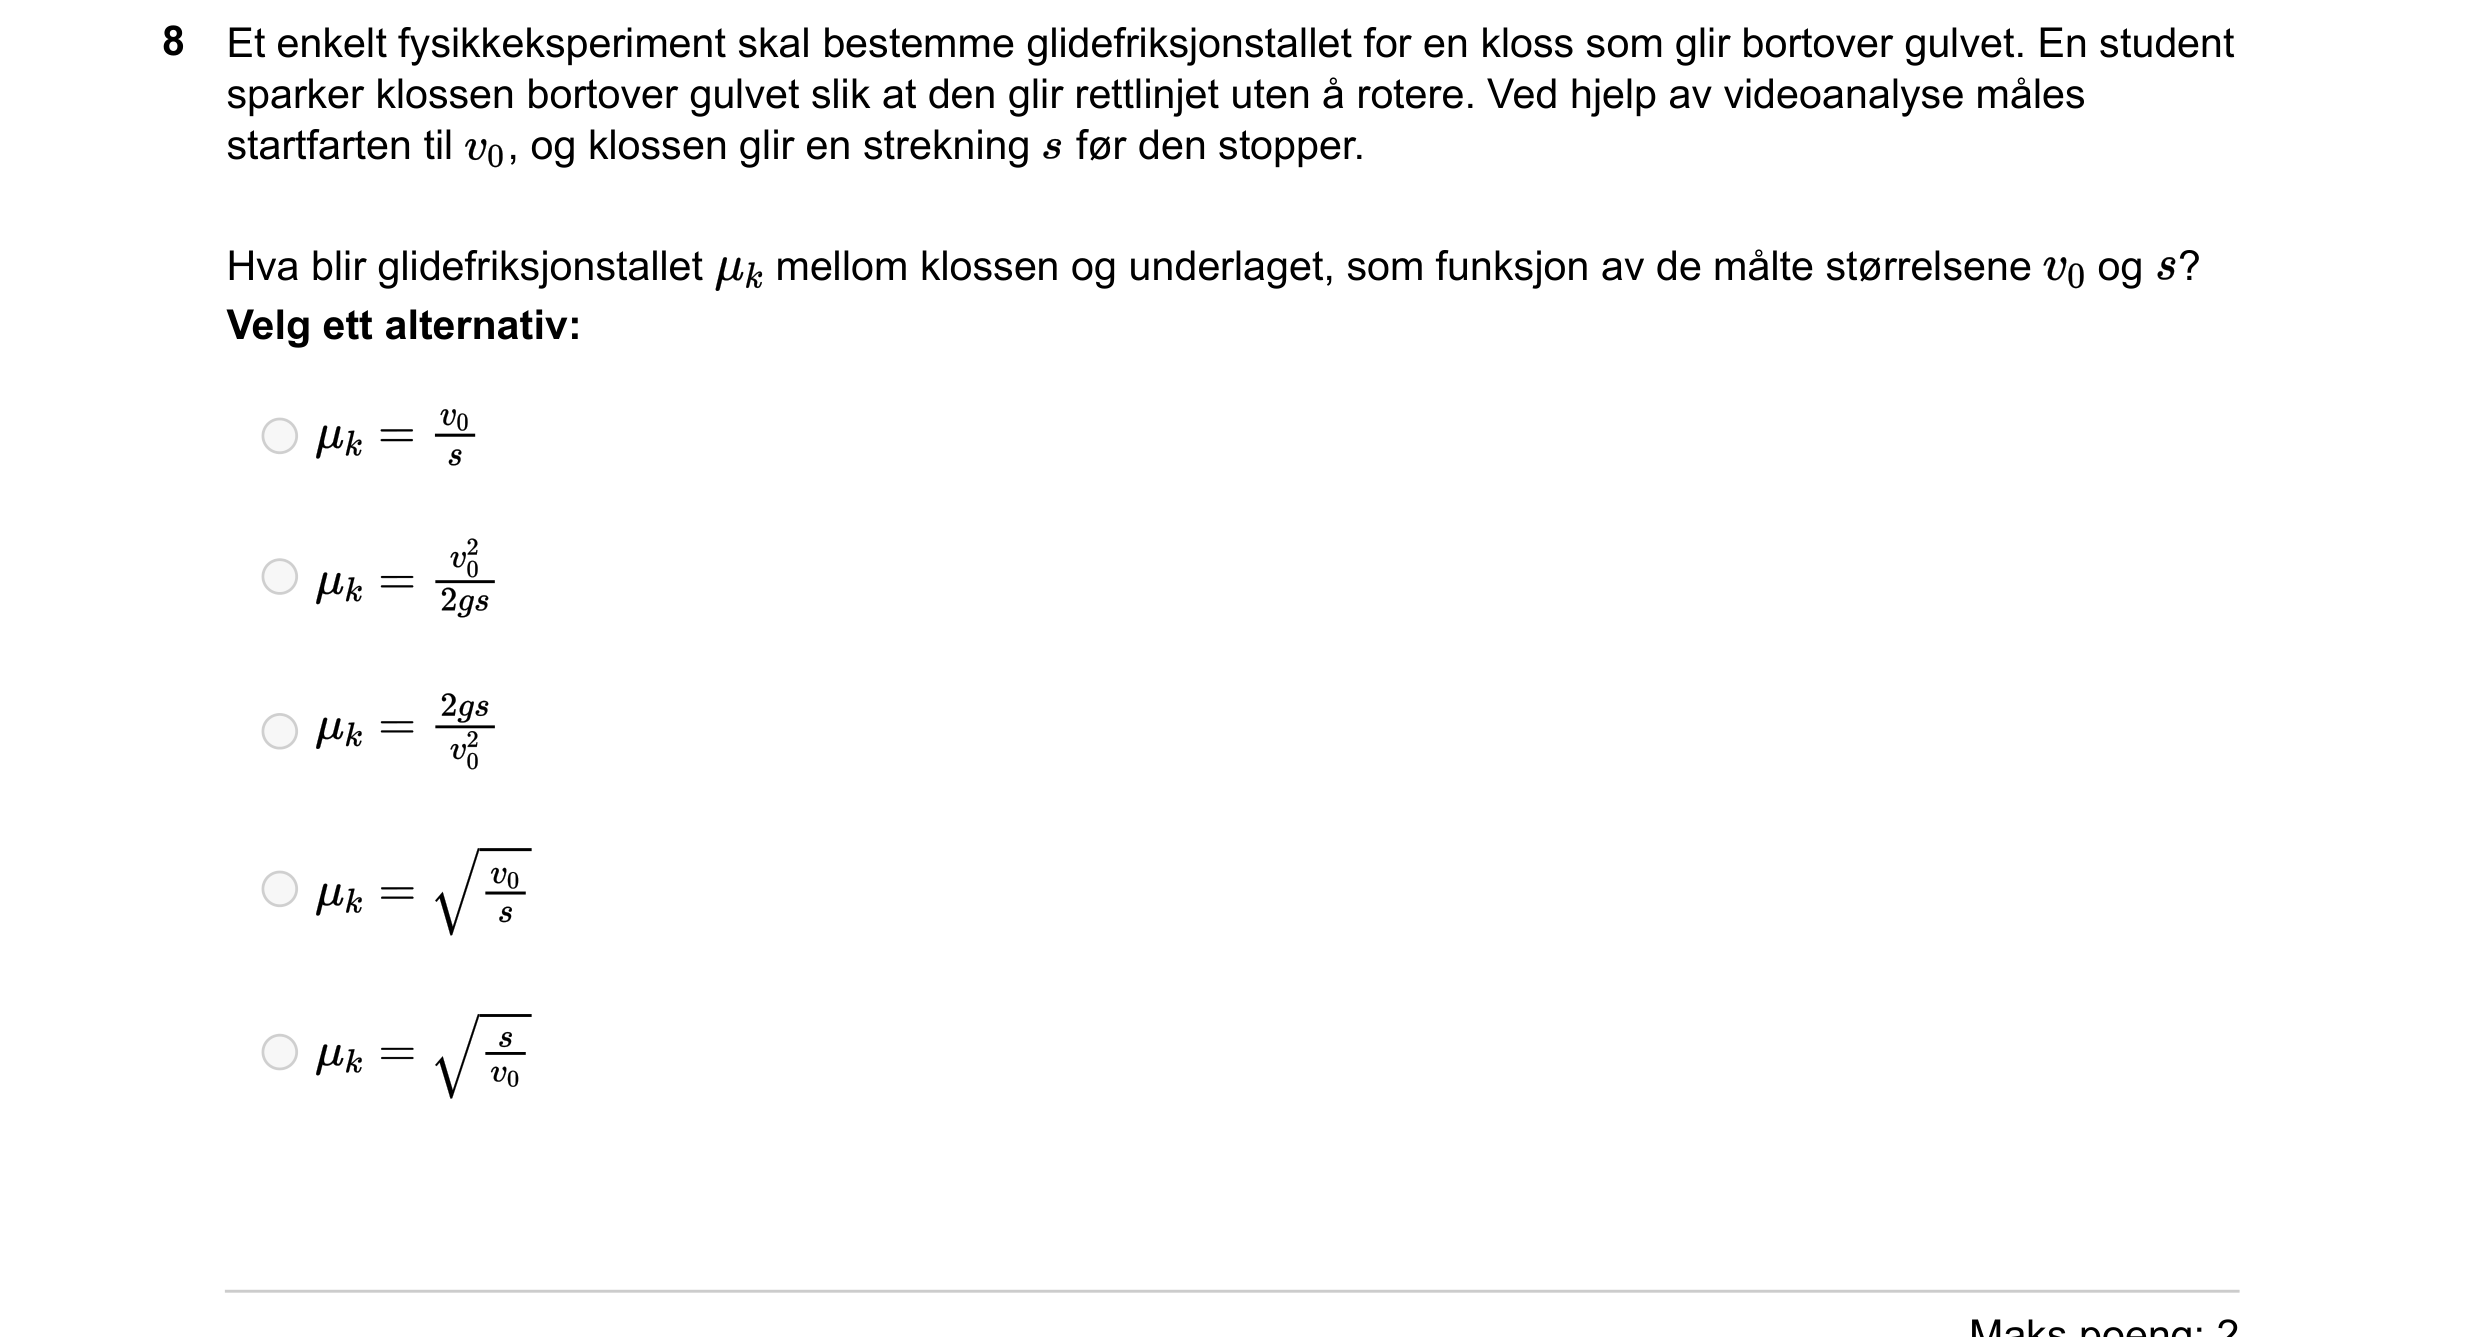 8 Et enkelt fysikkeksperiment skal bestemme glidefriksjonstallet for en kloss som glir bortover gulvet. En student
sparker klossen bortover gulvet slik at den glir rettlinjet uten å rotere. Ved hjelp av videoanalyse måles
startfarten til $v_0$, og klossen glir en strekning $s$ før den stopper.
Hva blir glidefriksjonstallet $\mu_k$ mellom klossen og underlaget, som funksjon av de målte størrelsene $v_0$ og $s$?
Velg ett alternativ:
$\mu_k = \frac{v_0}{s}$
$\mu_k = \frac{v_0^2}{2gs}$
$\mu_k = \frac{2gs}{v_0^2}$
$\mu_k = \sqrt{\frac{v_0}{s}}$
$\mu_k = \sqrt{\frac{s}{v_0}}$
Maks poeng: 2